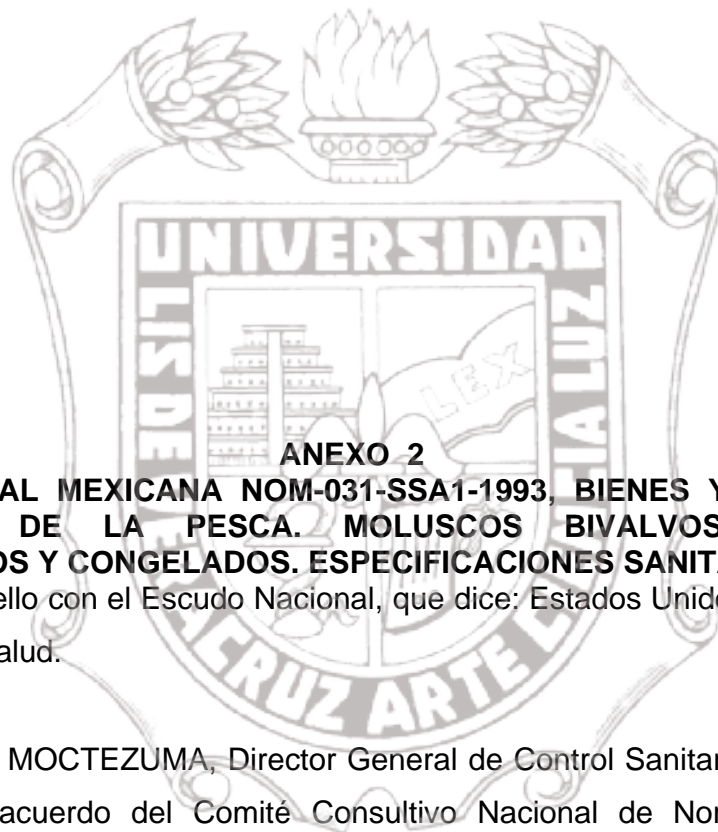 UNIVERSIDAD
LIS DE VERACRUZ ARTE CIENCIA LUZ
LEX
ANEXO 2
AL MEXICANA NOM-031-SSA1-1993, BIENES Y
DE LA PESCA. MOLUSCOS BIVALVOS
OS Y CONGELADOS. ESPECIFICACIONES SANITA
ello con el Escudo Nacional, que dice: Estados Unid
alud.
MOCTEZUMA, Director General de Control Sanitar
acuerdo del Comité Consultivo Nacional de Nor